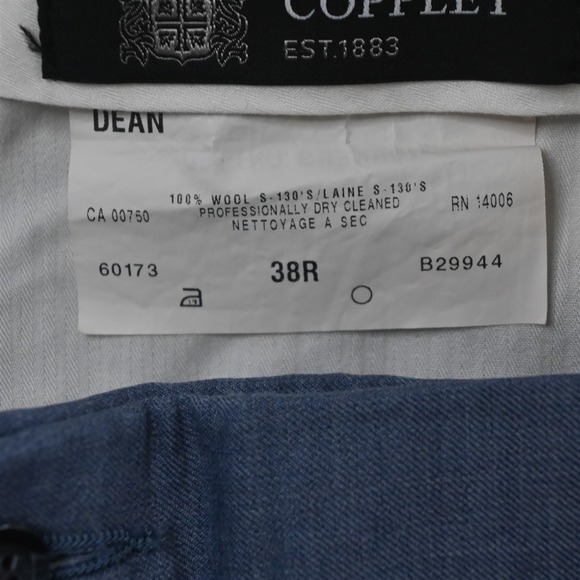 COPPLEY
EST.1883
DEAN
100% WOOL S-130'S/LAINE S-130'S
CA 00750 PROFESSIONALLY DRY CLEANED RN 14006
NETTOYAGE A SEC
60173 38R B29944